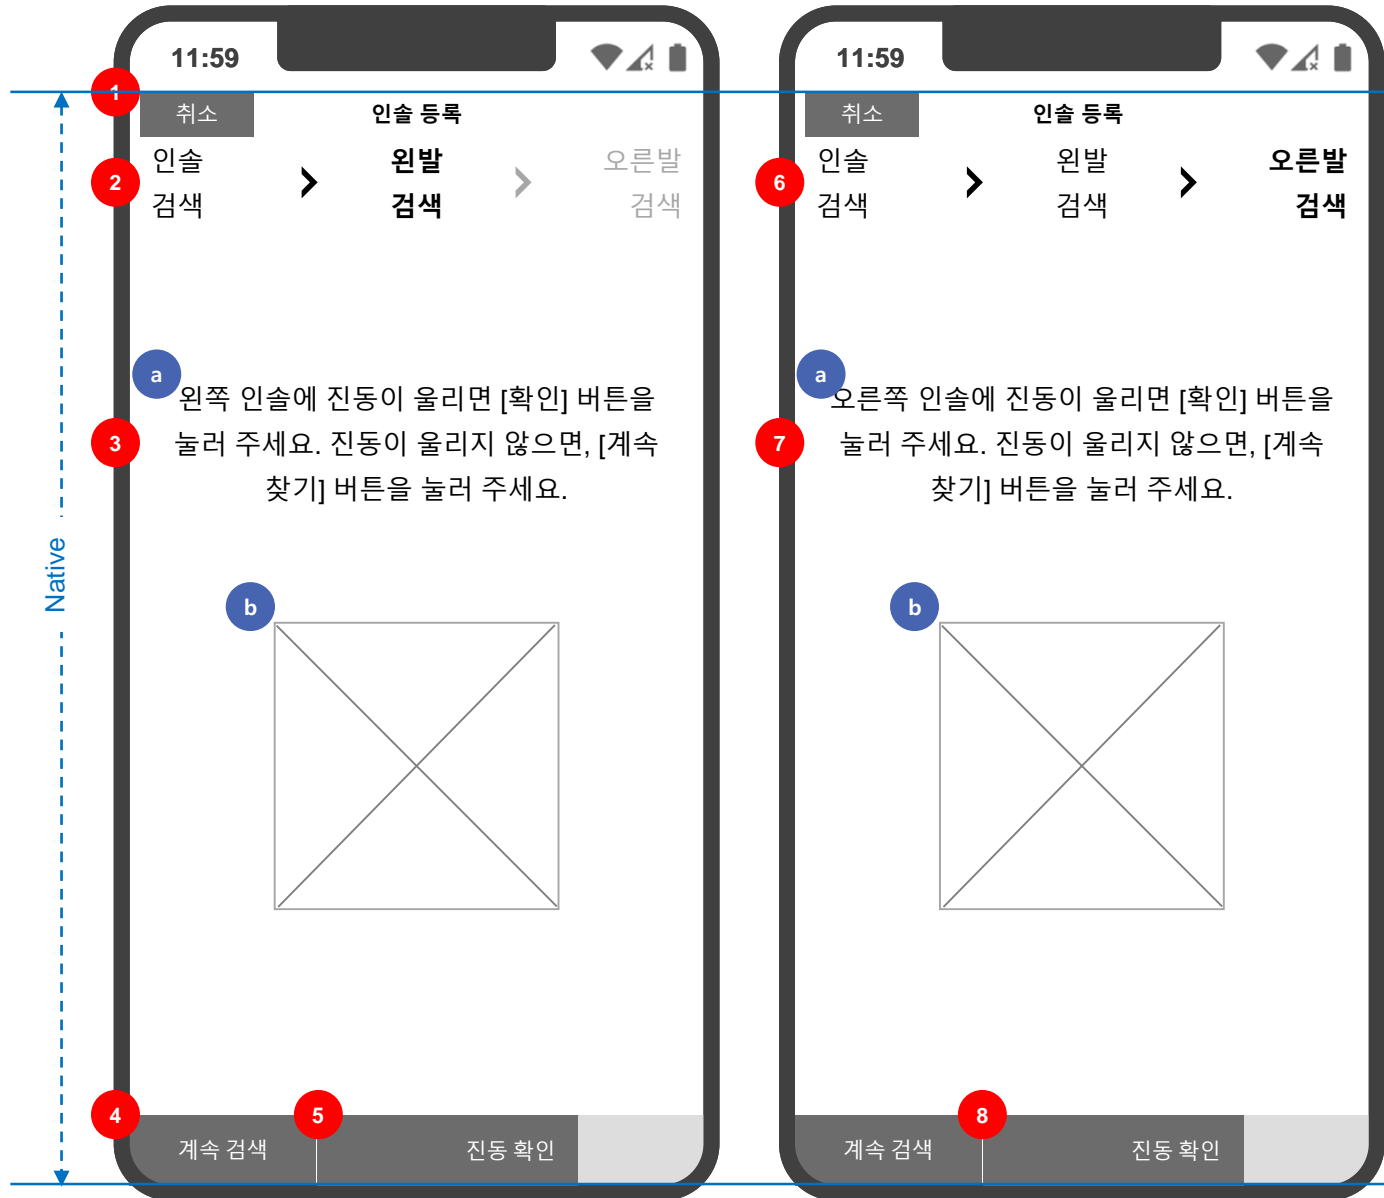 11:59
1
취소
인솔 등록
2
인솔
검색
왼발
검색
오른발
검색
a
왼쪽 인솔에 진동이 울리면 [확인] 버튼을
3
눌러 주세요. 진동이 울리지 않으면, [계속
찾기] 버튼을 눌러 주세요.
Native
b
4
계속 검색
5
진동 확인
11:59
취소
인솔 등록
6
인솔
검색
왼발
검색
오른발
검색
a
오른쪽 인솔에 진동이 울리면 [확인] 버튼을
7
눌러 주세요. 진동이 울리지 않으면, [계속
찾기] 버튼을 눌러 주세요.
b
계속 검색
8
진동 확인